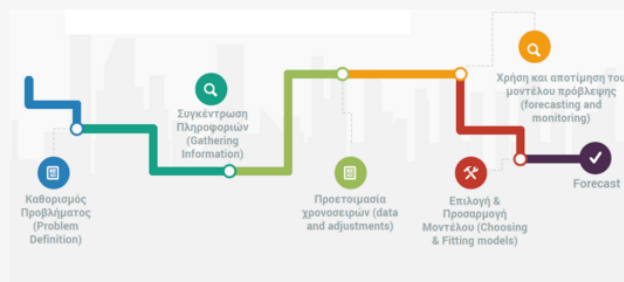 Καθορισμός
Προβλήματος
(Problem
Definition)
Συγκέντρωση
Πληροφοριών
(Gathering
Information)
Προετοιμασία
χρονοσειρών (data
and adjustments)
Επιλογή &
Προσαρμογή
Μοντέλου (Choosing
& Fitting models)
Χρήση και αποτίμηση του
μοντέλου πρόβλεψης
(forecasting and
monitoring)
Forecast